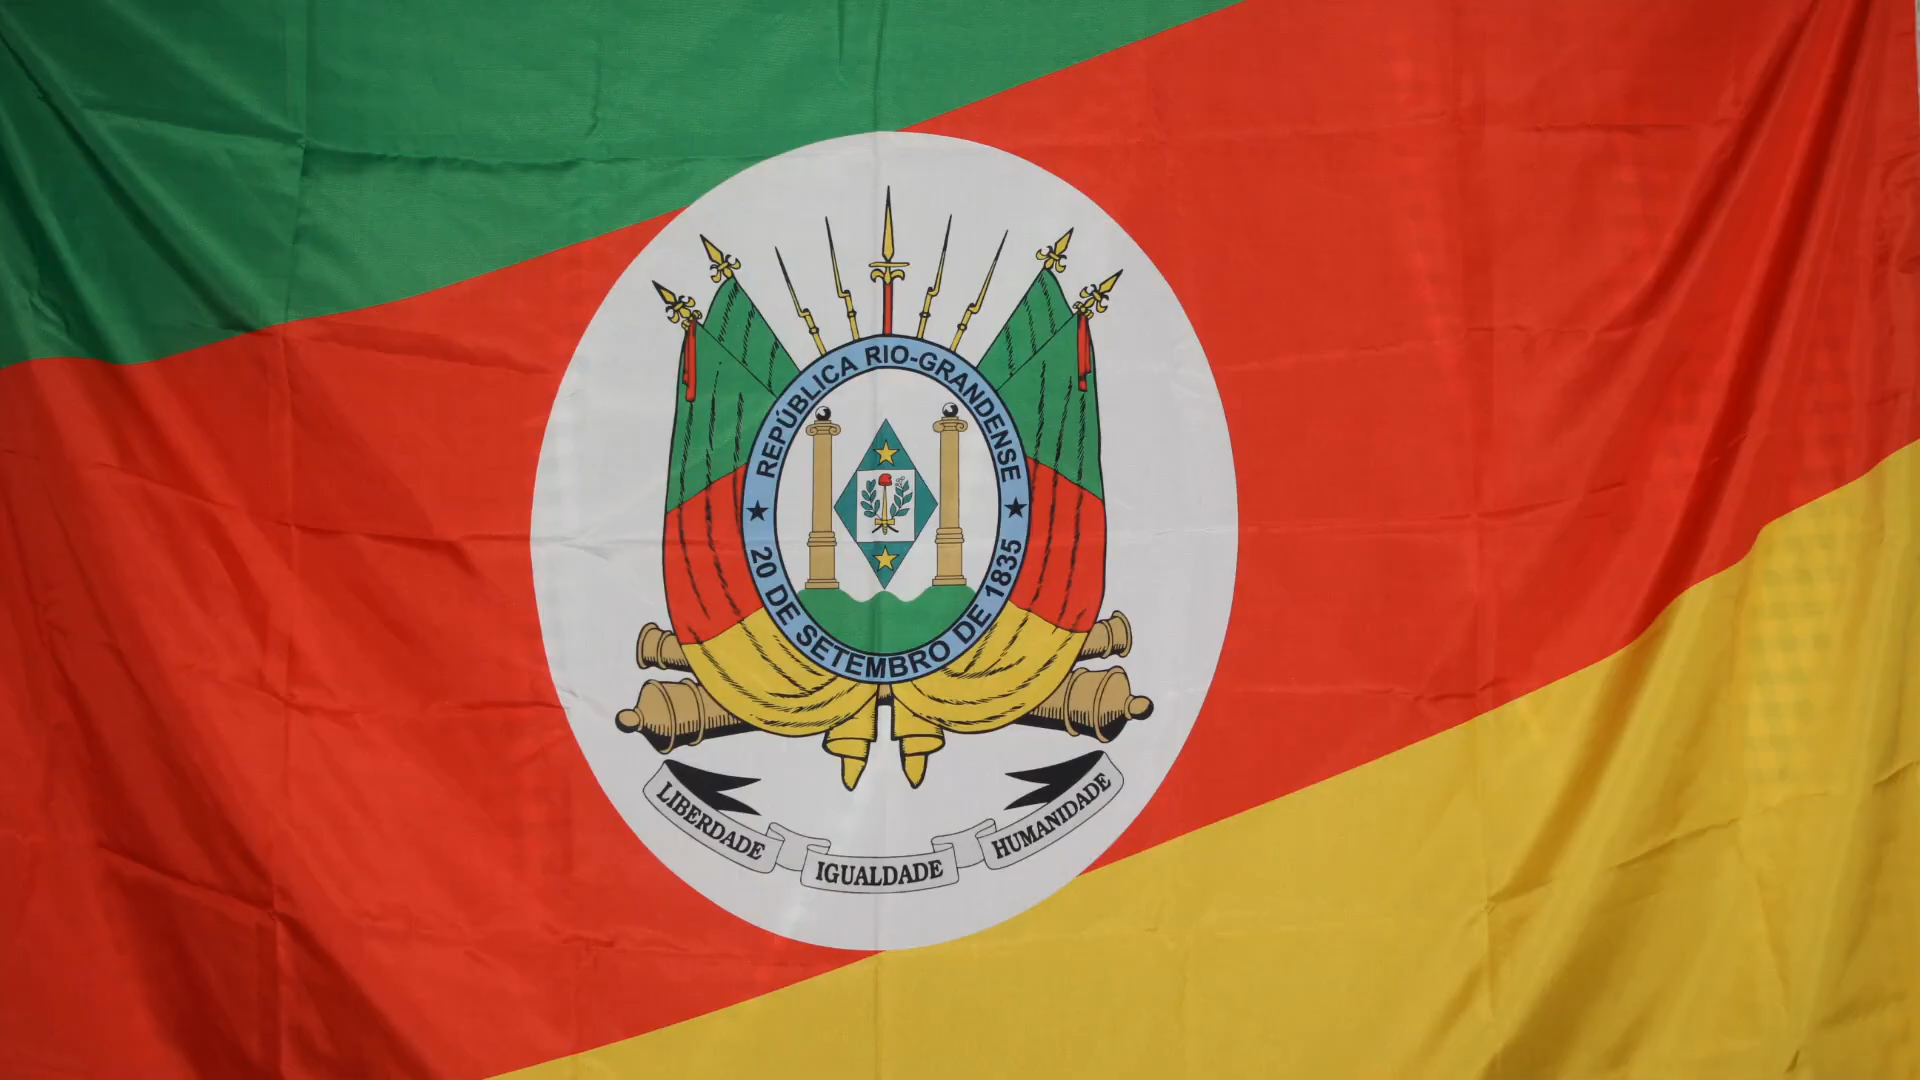 REPÚBLICA RIO-GRANDENSE
20 DE SETEMBRO DE 1835
LIBERDADE
IGUALDADE
HUMANIDADE